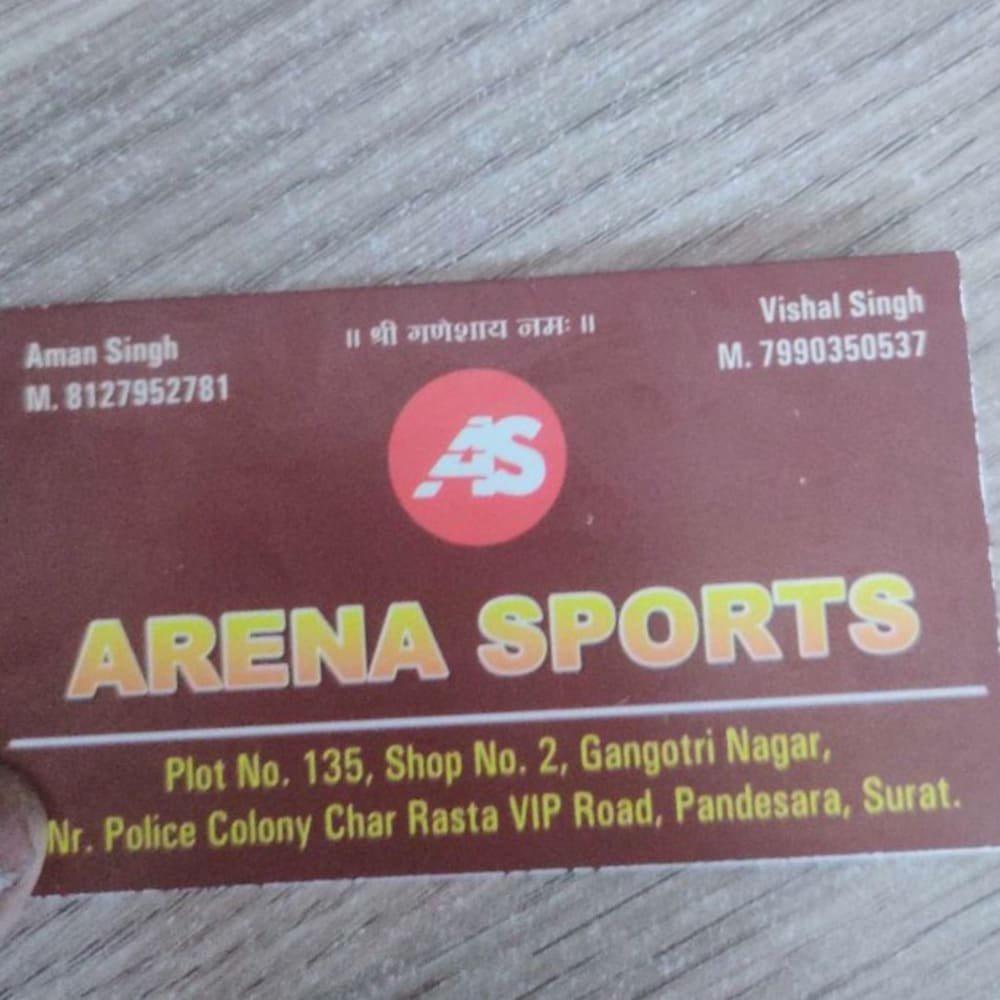 Aman Singh
M. 8127952781
॥ श्री गणेशाय नमः ॥
Vishal Singh
M. 7990350537
AS
ARENA SPORTS
Plot No. 135, Shop No. 2, Gangotri Nagar,
Nr. Police Colony Char Rasta VIP Road, Pandesara, Surat.